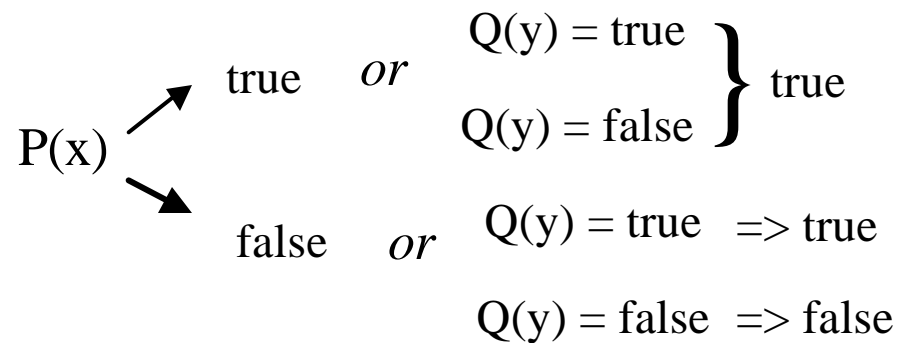 Q(y) = true
true or } true
Q(y) = false
P(x)
Q(y) = true => true
false or
Q(y) = false => false